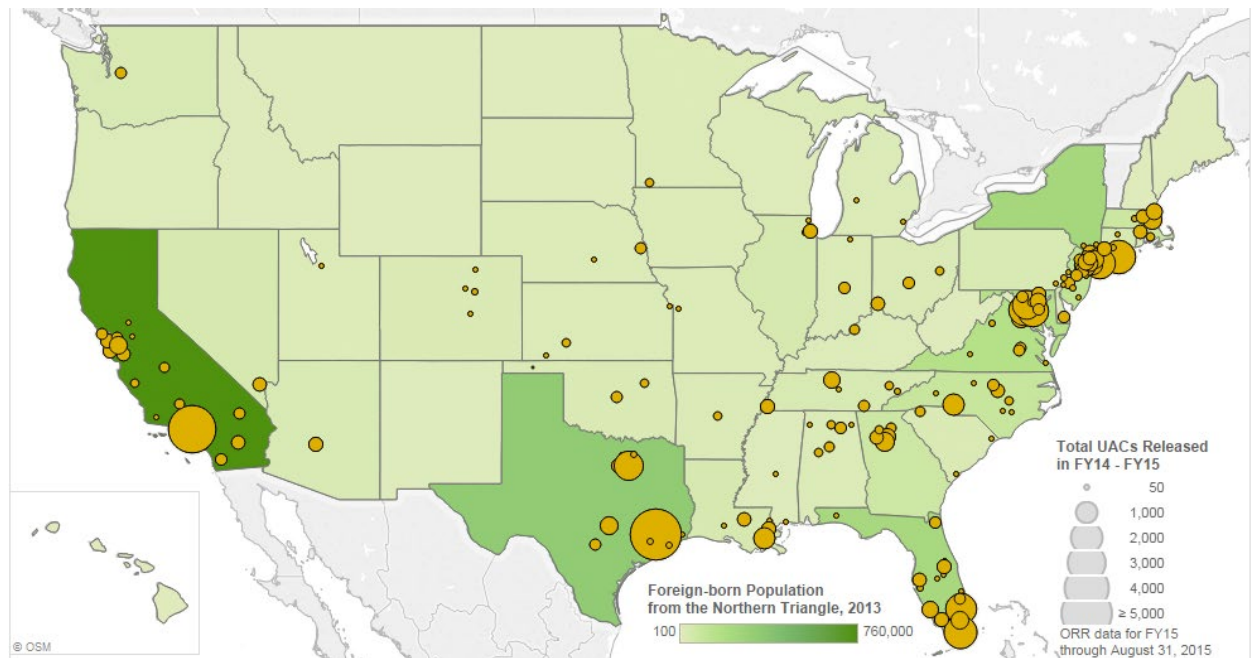 Total UACs Released
in FY14 - FY15
50
1,000
2,000
3,000
4,000
≥ 5,000
ORR data for FY15
through August 31, 2015
Foreign-born Population
from the Northern Triangle, 2013
100 760,000
© OSM